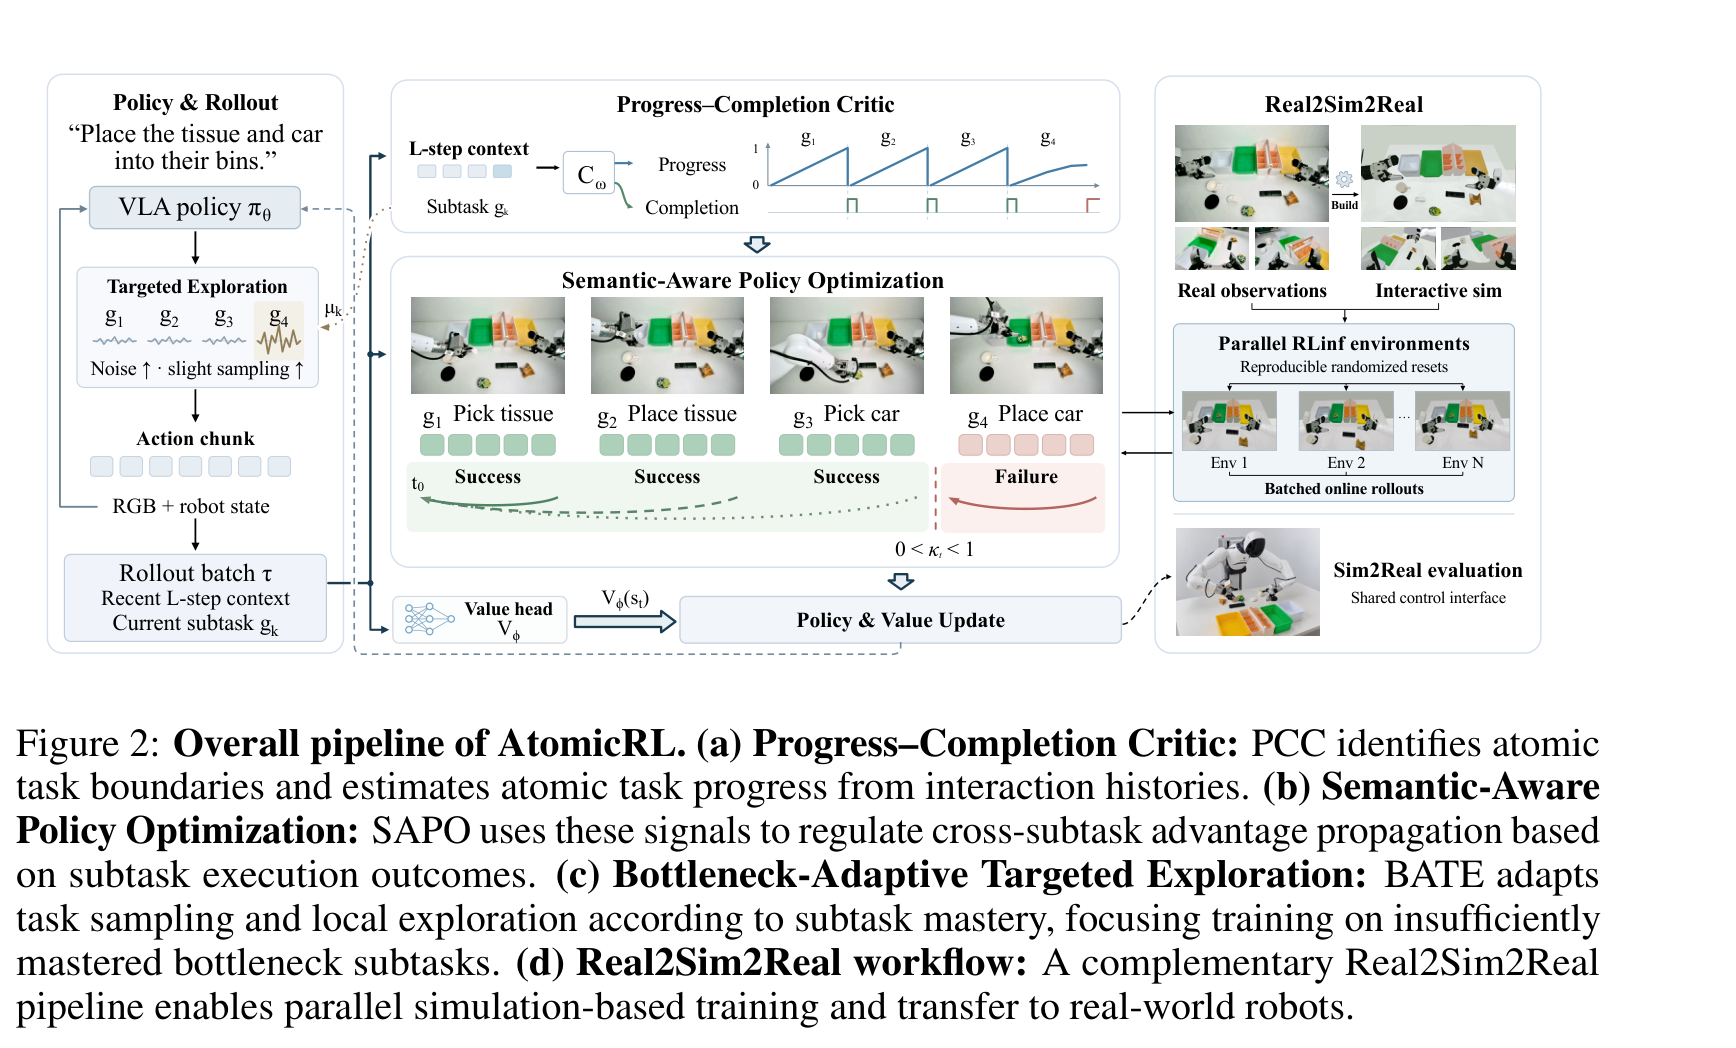 Policy & Rollout
“Place the tissue and car
into their bins.”
VLA policy πθ
Targeted Exploration
g1 g2 g3 g4
μk
Noise ↑ · slight sampling ↑
Action chunk
RGB + robot state
Rollout batch τ
Recent L-step context
Current subtask gk
Progress–Completion Critic
L-step context
Subtask gk
Cω
Progress
Completion
1
0
g1 g2 g3 g4
Semantic-Aware Policy Optimization
g1 Pick tissue
g2 Place tissue
g3 Pick car
g4 Place car
Success
Success
Success
Failure
t0
0 < κt < 1
Value head
Vϕ
Vϕ(st)
Policy & Value Update
Real2Sim2Real
Build
Real observations
Interactive sim
Parallel RLinf environments
Reproducible randomized resets
...
Env 1
Env 2
Env N
Batched online rollouts
Sim2Real evaluation
Shared control interface
Figure 2: Overall pipeline of AtomicRL. (a) Progress–Completion Critic: PCC identifies atomic
task boundaries and estimates atomic task progress from interaction histories. (b) Semantic-Aware
Policy Optimization: SAPO uses these signals to regulate cross-subtask advantage propagation based
on subtask execution outcomes. (c) Bottleneck-Adaptive Targeted Exploration: BATE adapts
task sampling and local exploration according to subtask mastery, focusing training on insufficiently
mastered bottleneck subtasks. (d) Real2Sim2Real workflow: A complementary Real2Sim2Real
pipeline enables parallel simulation-based training and transfer to real-world robots.